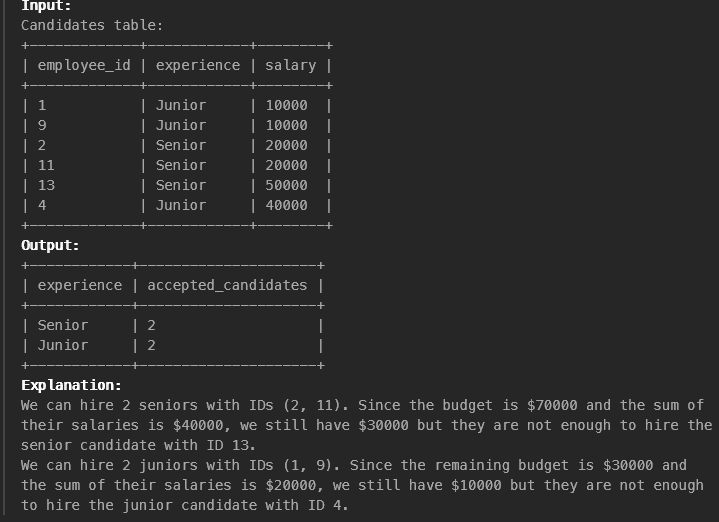 Input:
Candidates table:
+-------------+------------+--------+
| employee_id | experience | salary |
+-------------+------------+--------+
| 1           | Junior     | 10000  |
| 9           | Junior     | 10000  |
| 2           | Senior     | 20000  |
| 11          | Senior     | 20000  |
| 13          | Senior     | 50000  |
| 4           | Junior     | 40000  |
+-------------+------------+--------+
Output:
+------------+---------------------+
| experience | accepted_candidates |
+------------+---------------------+
| Senior     | 2                   |
| Junior     | 2                   |
+------------+---------------------+
Explanation:
We can hire 2 seniors with IDs (2, 11). Since the budget is $70000 and the sum of
their salaries is $40000, we still have $30000 but they are not enough to hire the
senior candidate with ID 13.
We can hire 2 juniors with IDs (1, 9). Since the remaining budget is $30000 and
the sum of their salaries is $20000, we still have $10000 but they are not enough
to hire the junior candidate with ID 4.